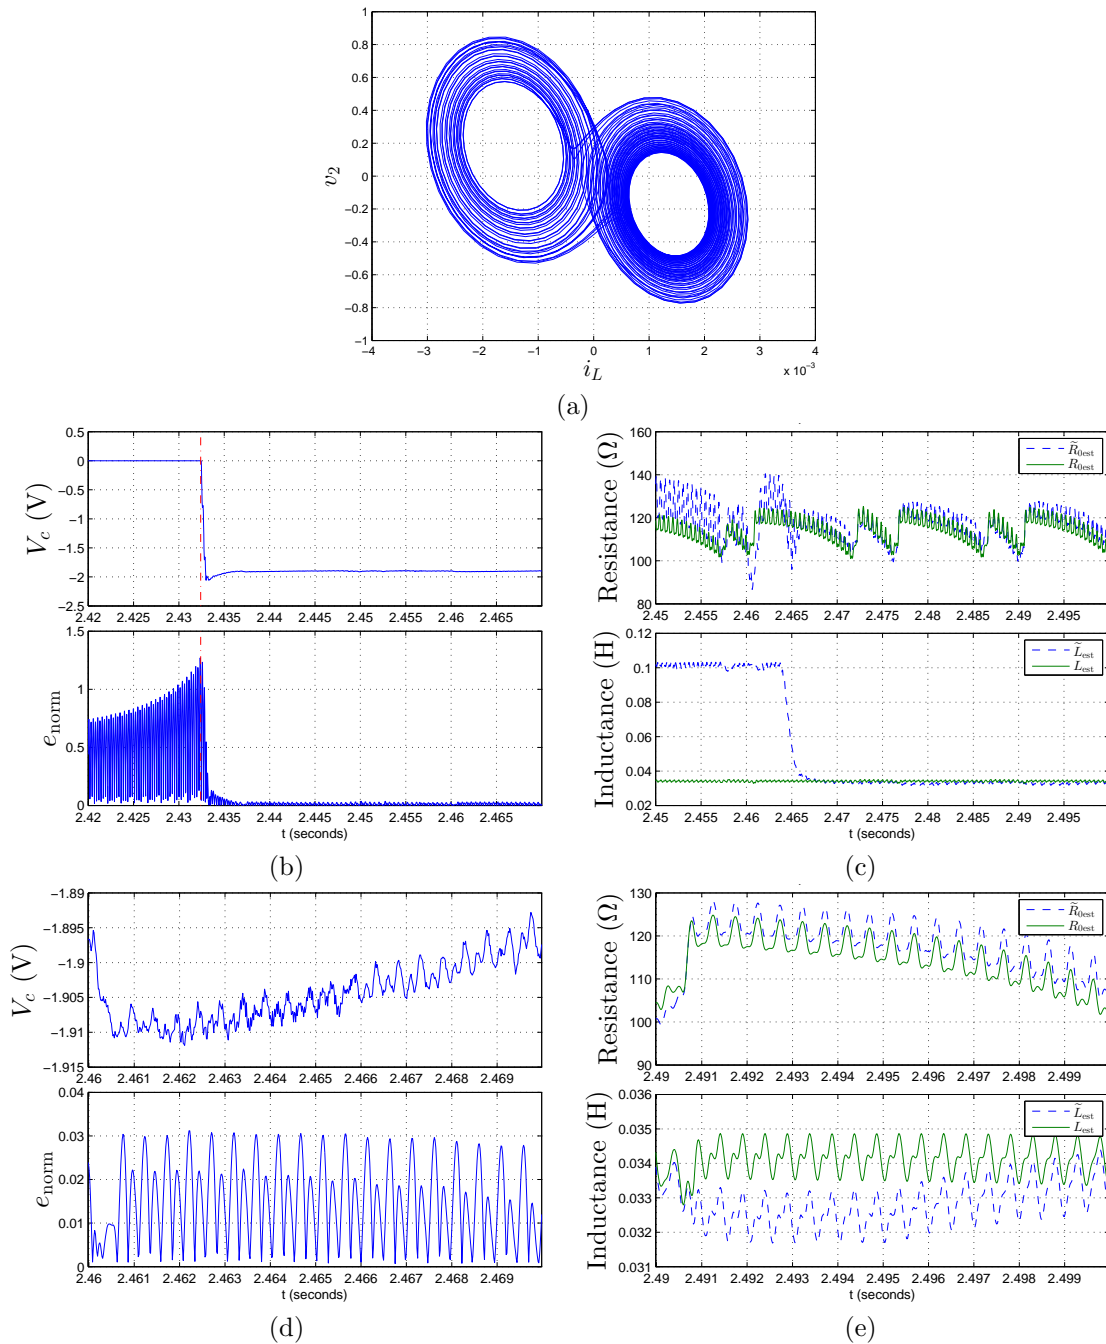 1
0.8
0.6
0.4
0.2
0
−0.2
−0.4
−0.6
−0.8
−1
v2
−4 −3 −2 −1 0 1 2 3 4
iL
x 10⁻³
(a)
0.5
0
−0.5
−1
−1.5
−2
−2.5
Vc (V)
2.42 2.425 2.43 2.435 2.44 2.445 2.45 2.455 2.46 2.465
1.5
1
0.5
0
enorm
2.42 2.425 2.43 2.435 2.44 2.445 2.45 2.455 2.46 2.465
t (seconds)
(b)
160
140
120
100
80
Resistance (Ω)
R̃0est
R0est
2.45 2.455 2.46 2.465 2.47 2.475 2.48 2.485 2.49 2.495
0.12
0.1
0.08
0.06
0.04
0.02
Inductance (H)
L̃est
Lest
2.45 2.455 2.46 2.465 2.47 2.475 2.48 2.485 2.49 2.495
t (seconds)
(c)
−1.89
−1.895
−1.9
−1.905
−1.91
−1.915
Vc (V)
2.46 2.461 2.462 2.463 2.464 2.465 2.466 2.467 2.468 2.469
0.04
0.03
0.02
0.01
0
enorm
2.46 2.461 2.462 2.463 2.464 2.465 2.466 2.467 2.468 2.469
t (seconds)
(d)
130
120
110
100
90
Resistance (Ω)
R̃0est
R0est
2.49 2.491 2.492 2.493 2.494 2.495 2.496 2.497 2.498 2.499
0.036
0.035
0.034
0.033
0.032
0.031
Inductance (H)
L̃est
Lest
2.49 2.491 2.492 2.493 2.494 2.495 2.496 2.497 2.498 2.499
t (seconds)
(e)